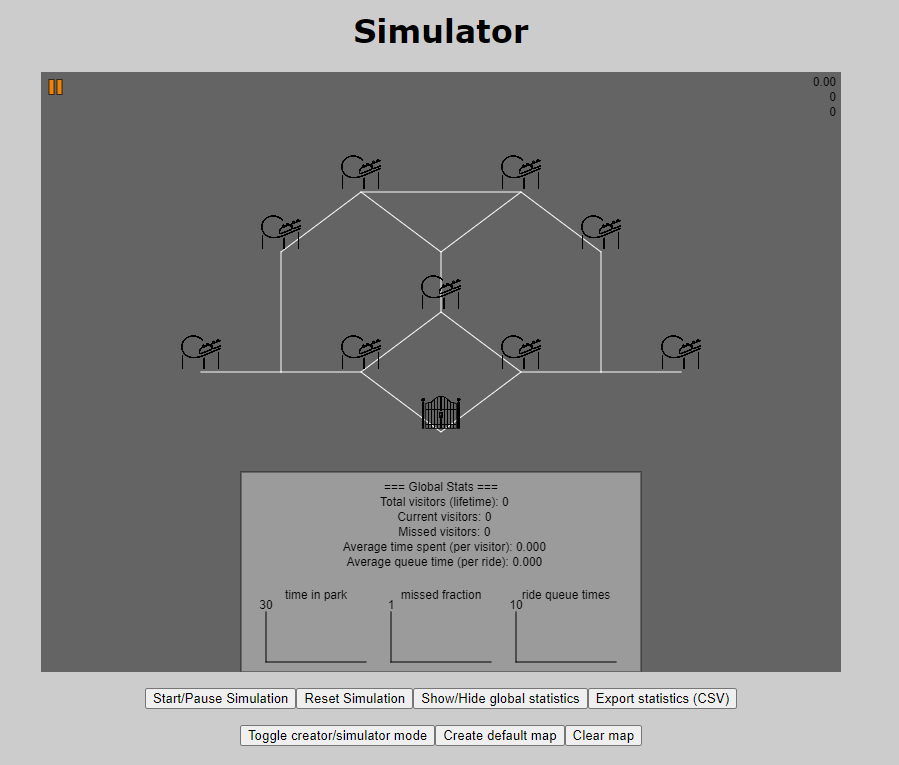 Simulator
0.00
0
0
=== Global Stats ===
Total visitors (lifetime): 0
Current visitors: 0
Missed visitors: 0
Average time spent (per visitor): 0.000
Average queue time (per ride): 0.000
time in park missed fraction ride queue times
30 1 10
Start/Pause Simulation Reset Simulation Show/Hide global statistics Export statistics (CSV)
Toggle creator/simulator mode Create default map Clear map